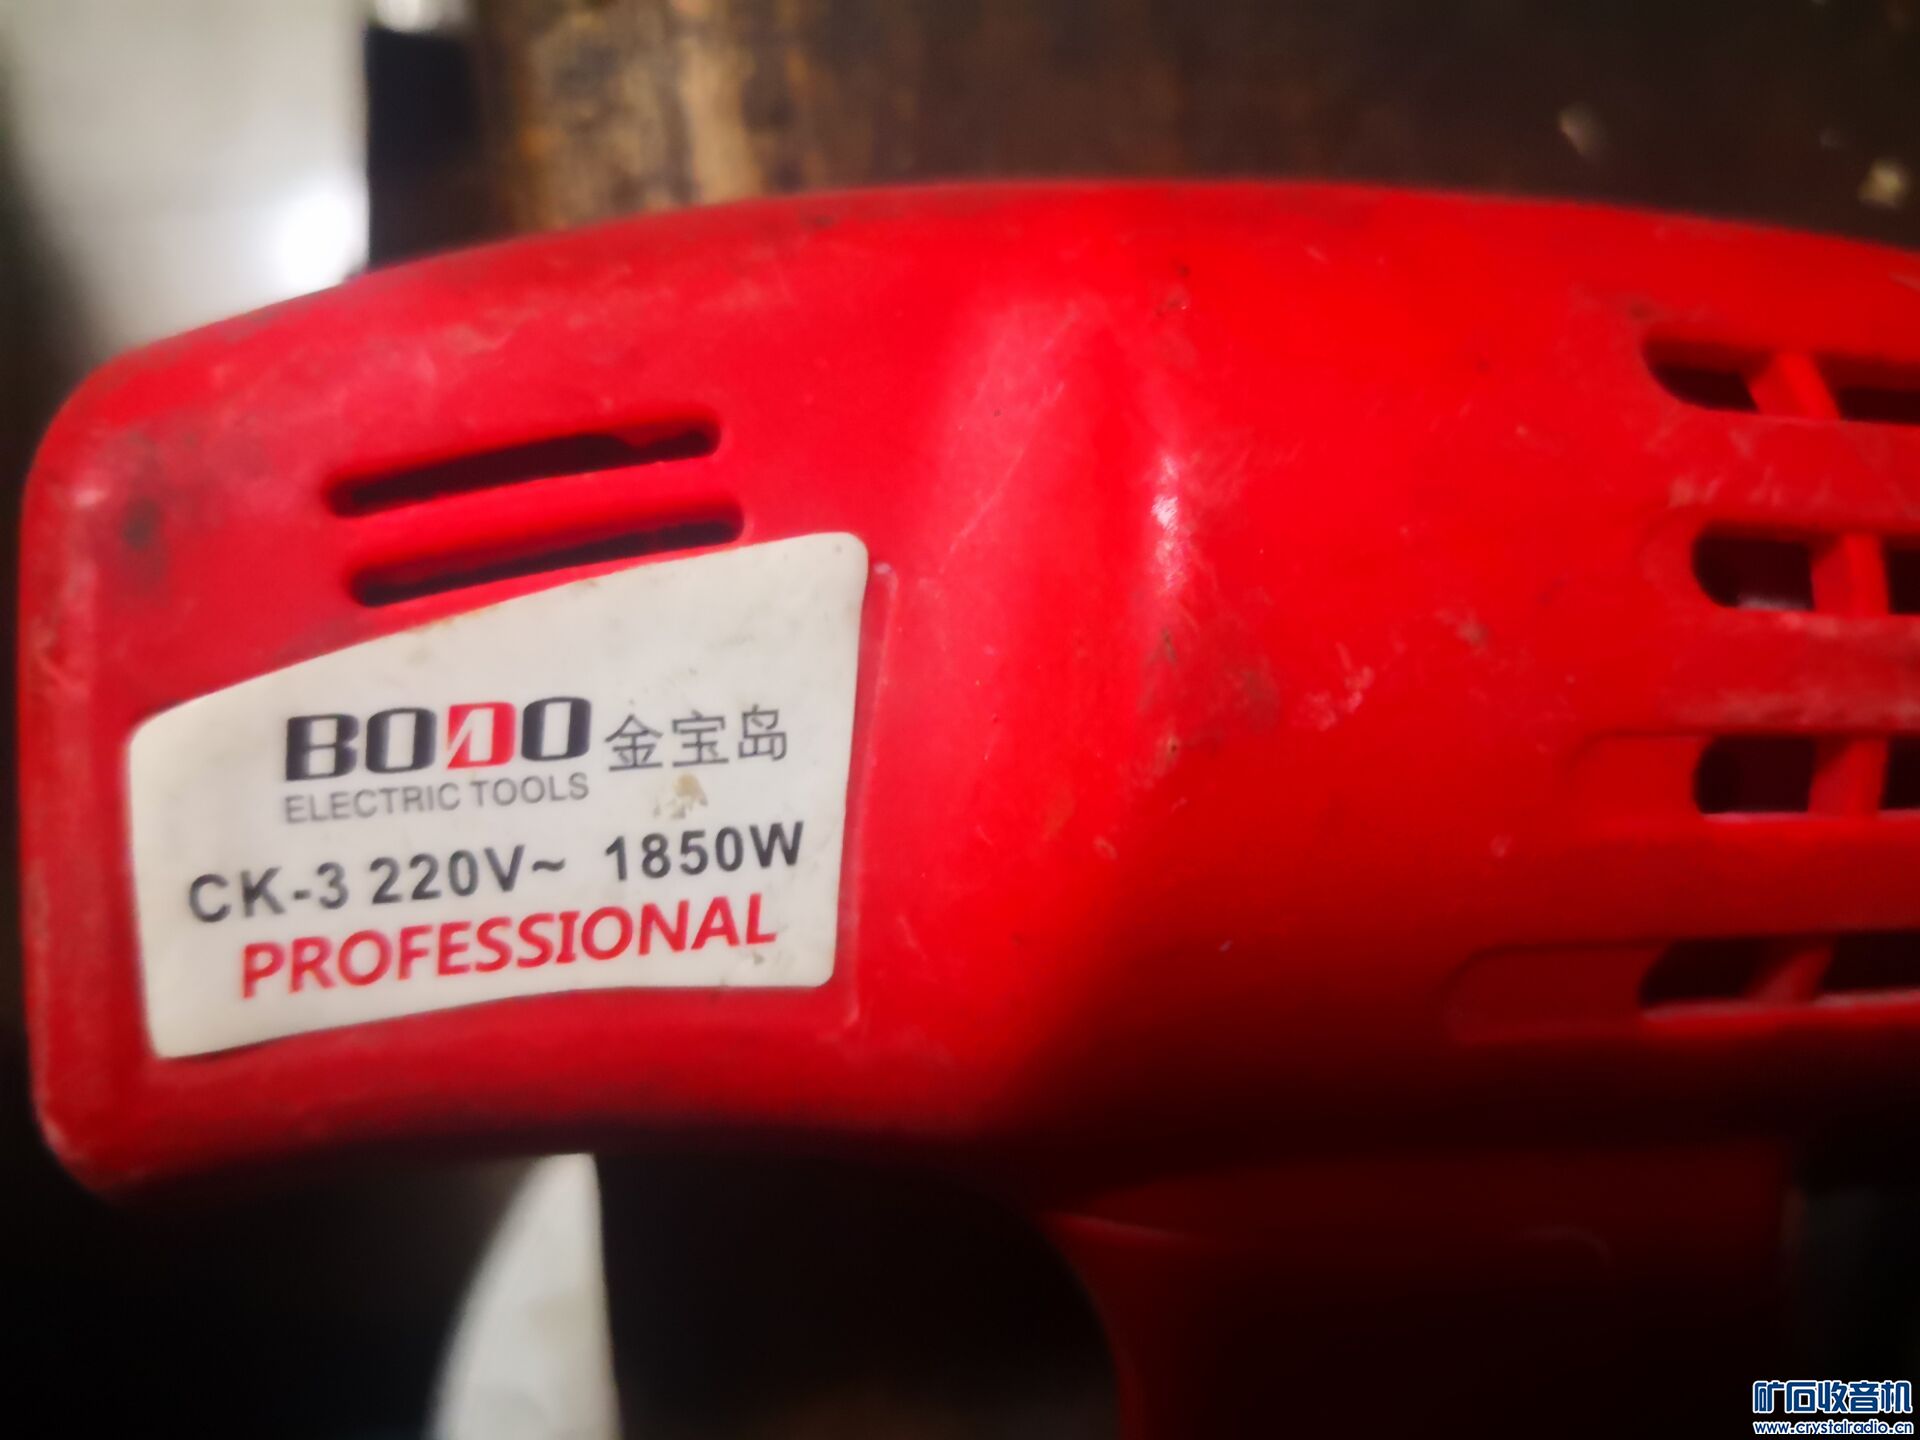 BODO 金宝岛
ELECTRIC TOOLS
CK-3 220V~ 1850W
PROFESSIONAL
矿石收音机
www.crystalradio.cn